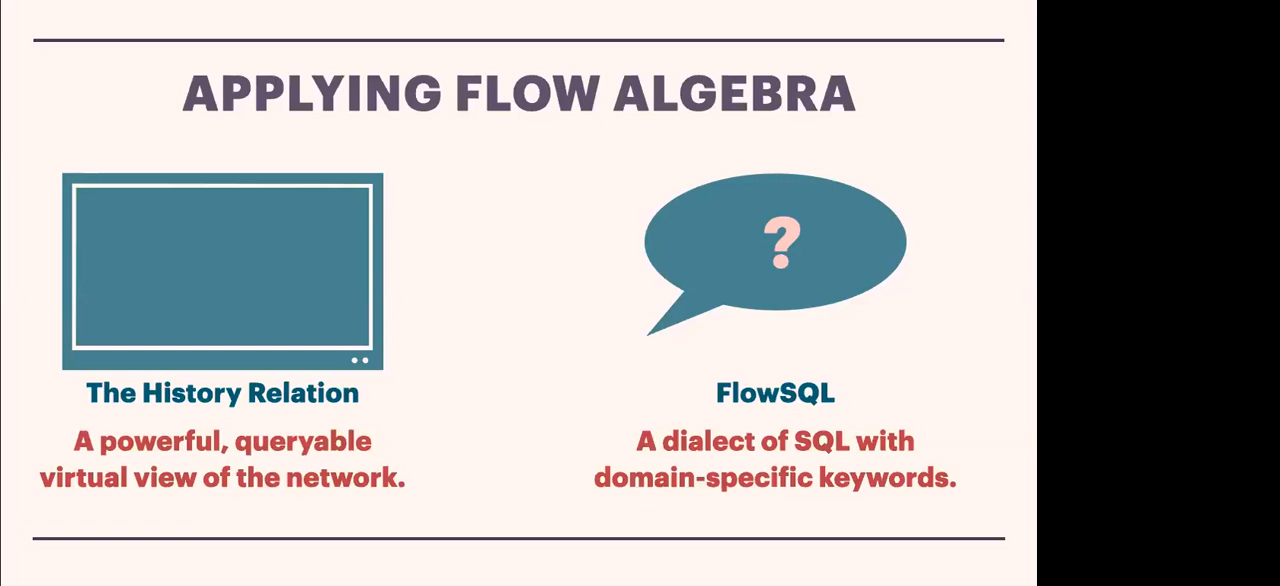 APPLYING FLOW ALGEBRA
?
The History Relation
A powerful, queryable
virtual view of the network.
FlowSQL
A dialect of SQL with
domain-specific keywords.